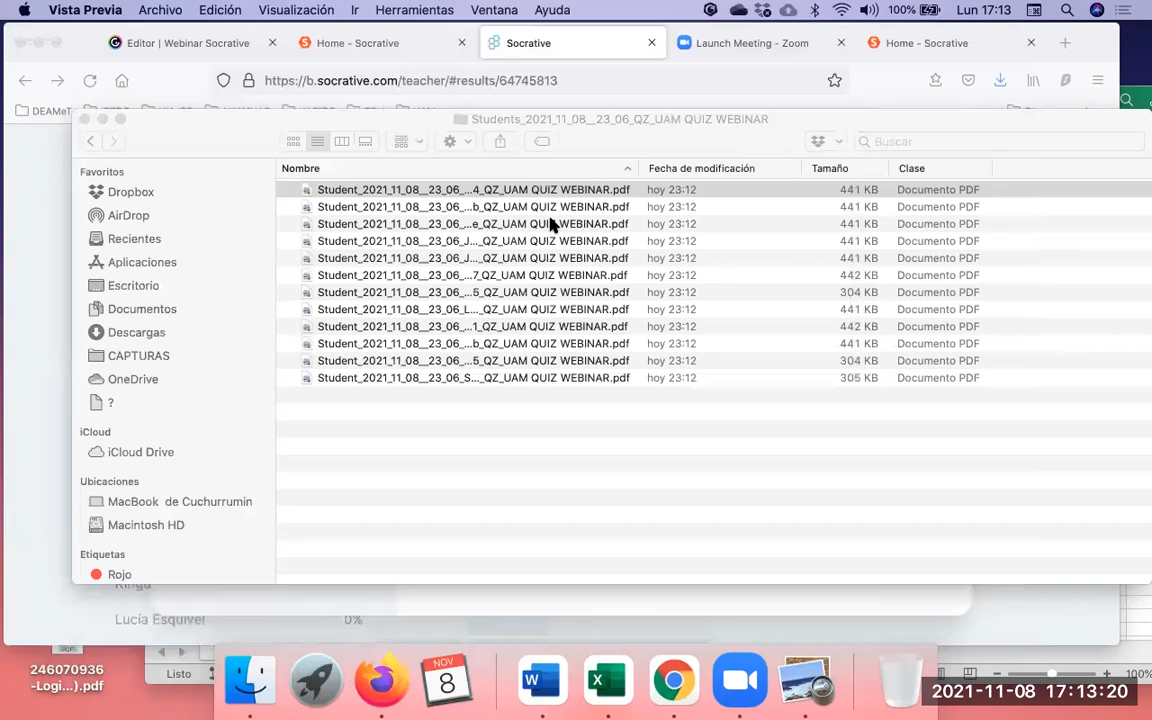 Vista Previa Archivo Edición Visualización Ir Herramientas Ventana Ayuda 100% Lun 17:13
Editor | Webinar Socrative Home - Socrative Socrative Launch Meeting - Zoom Home - Socrative
https://b.socrative.com/teacher/#results/64745813
DEAMeT
Students_2021_11_08__23_06_QZ_UAM QUIZ WEBINAR
Buscar
Favoritos
Dropbox
AirDrop
Recientes
Aplicaciones
Escritorio
Documentos
Descargas
CAPTURAS
OneDrive
?
iCloud
iCloud Drive
Ubicaciones
MacBook de Cuchurrumin
Macintosh HD
Etiquetas
Rojo
Nombre Fecha de modificación Tamaño Clase
Student_2021_11_08__23_06_...4_QZ_UAM QUIZ WEBINAR.pdf hoy 23:12 441 KB Documento PDF
Student_2021_11_08__23_06_...b_QZ_UAM QUIZ WEBINAR.pdf hoy 23:12 441 KB Documento PDF
Student_2021_11_08__23_06_...e_QZ_UAM QUIZ WEBINAR.pdf hoy 23:12 441 KB Documento PDF
Student_2021_11_08__23_06_J..._QZ_UAM QUIZ WEBINAR.pdf hoy 23:12 441 KB Documento PDF
Student_2021_11_08__23_06_J..._QZ_UAM QUIZ WEBINAR.pdf hoy 23:12 441 KB Documento PDF
Student_2021_11_08__23_06_...7_QZ_UAM QUIZ WEBINAR.pdf hoy 23:12 442 KB Documento PDF
Student_2021_11_08__23_06_...5_QZ_UAM QUIZ WEBINAR.pdf hoy 23:12 304 KB Documento PDF
Student_2021_11_08__23_06_L..._QZ_UAM QUIZ WEBINAR.pdf hoy 23:12 441 KB Documento PDF
Student_2021_11_08__23_06_...1_QZ_UAM QUIZ WEBINAR.pdf hoy 23:12 442 KB Documento PDF
Student_2021_11_08__23_06_...b_QZ_UAM QUIZ WEBINAR.pdf hoy 23:12 441 KB Documento PDF
Student_2021_11_08__23_06_...5_QZ_UAM QUIZ WEBINAR.pdf hoy 23:12 304 KB Documento PDF
Student_2021_11_08__23_06_S..._QZ_UAM QUIZ WEBINAR.pdf hoy 23:12 305 KB Documento PDF
Lucía Esquivel 0%
246070936
-Logi...).pdf
Listo
100%
NOV
8
2021-11-08 17:13:20